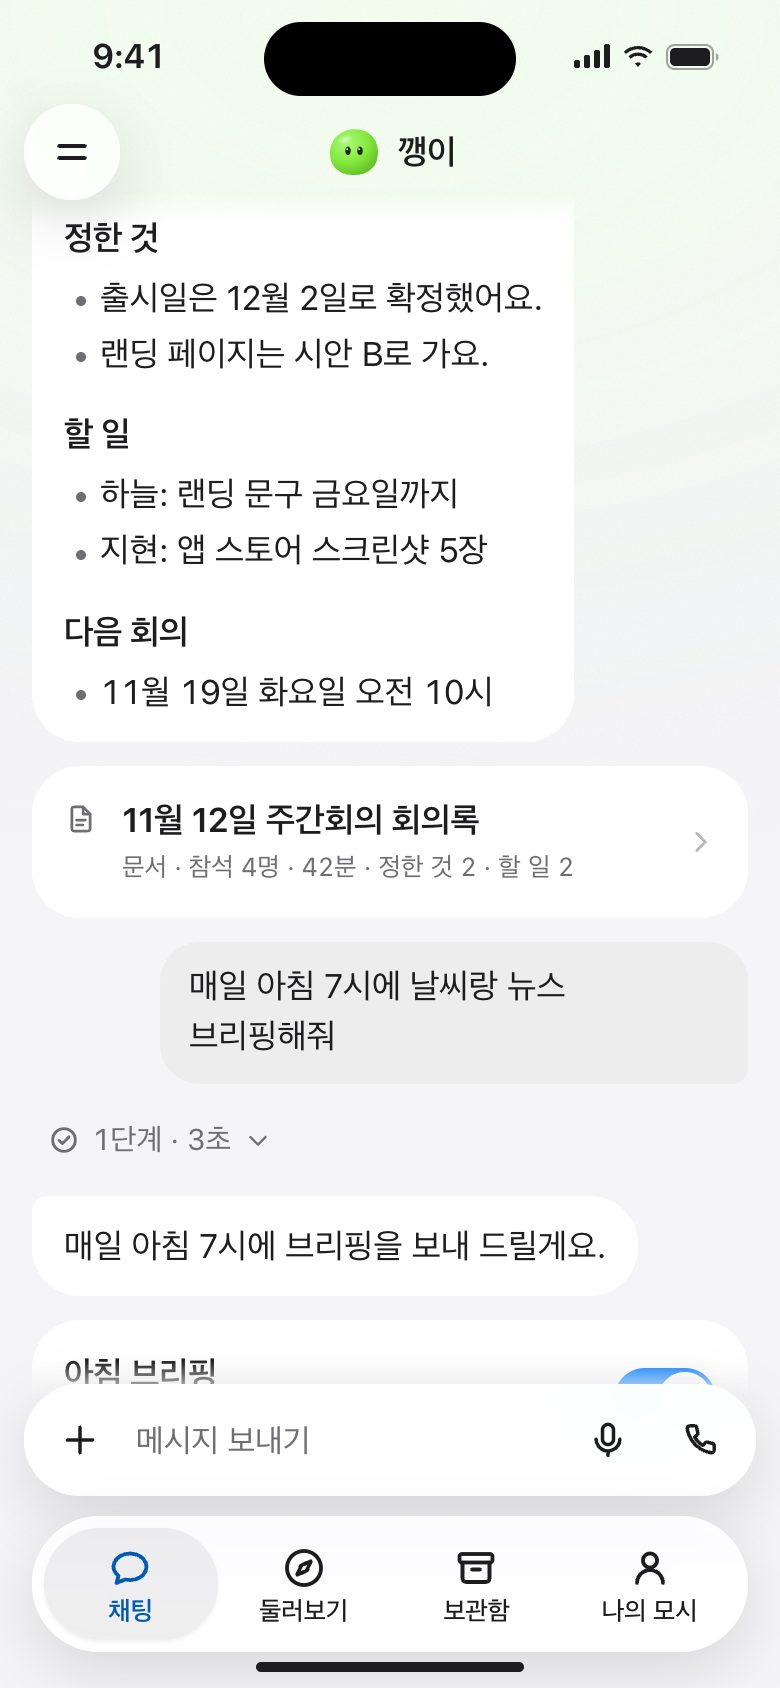 9:41
깽이
정한 것
• 출시일은 12월 2일로 확정했어요.
• 랜딩 페이지는 시안 B로 가요.
할 일
• 하늘: 랜딩 문구 금요일까지
• 지현: 앱 스토어 스크린샷 5장
다음 회의
• 11월 19일 화요일 오전 10시
11월 12일 주간회의 회의록
문서 · 참석 4명 · 42분 · 정한 것 2 · 할 일 2
매일 아침 7시에 날씨랑 뉴스
브리핑해줘
1단계 · 3초
매일 아침 7시에 브리핑을 보내 드릴게요.
아침 브리핑
메시지 보내기
채팅
둘러보기
보관함
나의 모시